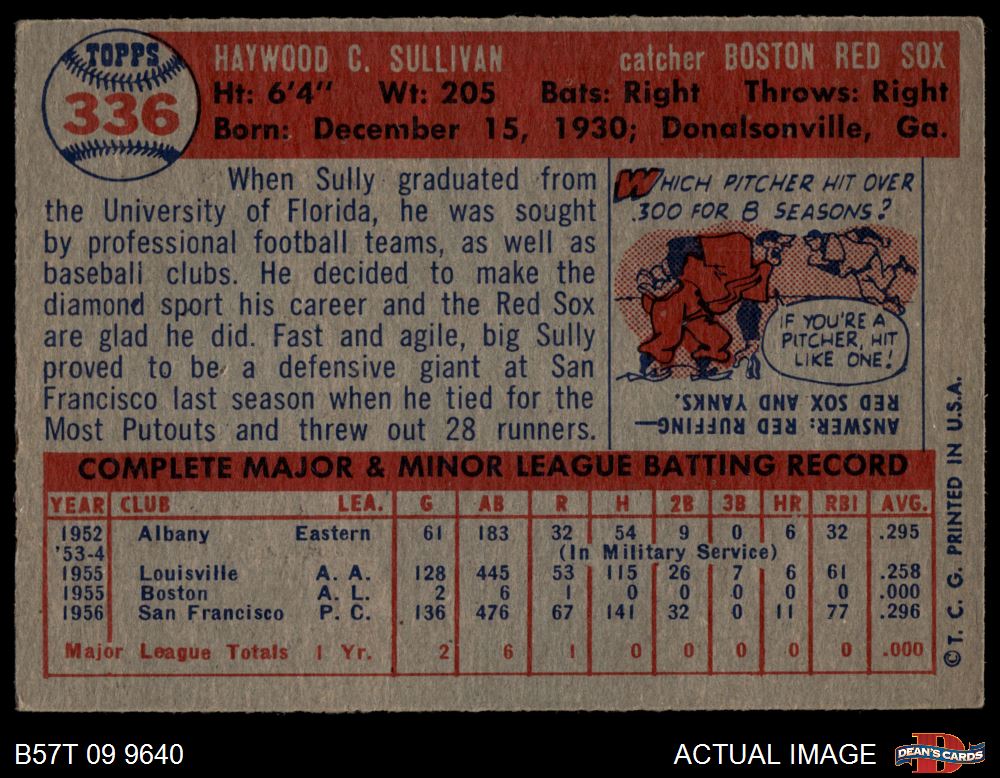 TOPPS
336
HAYWOOD C. SULLIVAN catcher BOSTON RED SOX
Ht: 6'4" Wt: 205 Bats: Right Throws: Right
Born: December 15, 1930; Donalsonville, Ga.
When Sully graduated from
the University of Florida, he was sought
by professional football teams, as well as
baseball clubs. He decided to make the
diamond sport his career and the Red Sox
are glad he did. Fast and agile, big Sully
proved to be a defensive giant at San
Francisco last season when he tied for the
Most Putouts and threw out 28 runners.
WHICH PITCHER HIT OVER
.300 FOR 8 SEASONS?
IF YOU'RE A
PITCHER, HIT
LIKE ONE!
ANSWER: RED RUFFING—
RED SOX AND YANKS.
COMPLETE MAJOR & MINOR LEAGUE BATTING RECORD
YEAR CLUB LEA. G AB R H 2B 3B HR RBI AVG.
1952 Albany Eastern 61 183 32 54 9 0 6 32 .295
'53-4 (In Military Service)
1955 Louisville A. A. 128 445 53 115 26 7 6 61 .258
1955 Boston A. L. 2 6 1 0 0 0 0 0 .000
1956 San Francisco P. C. 136 476 67 141 32 0 11 77 .296
Major League Totals 1 Yr. 2 6 1 0 0 0 0 0 .000
© T. C. G. PRINTED IN U.S.A.
B57T 09 9640
ACTUAL IMAGE
DEAN'S CARDS